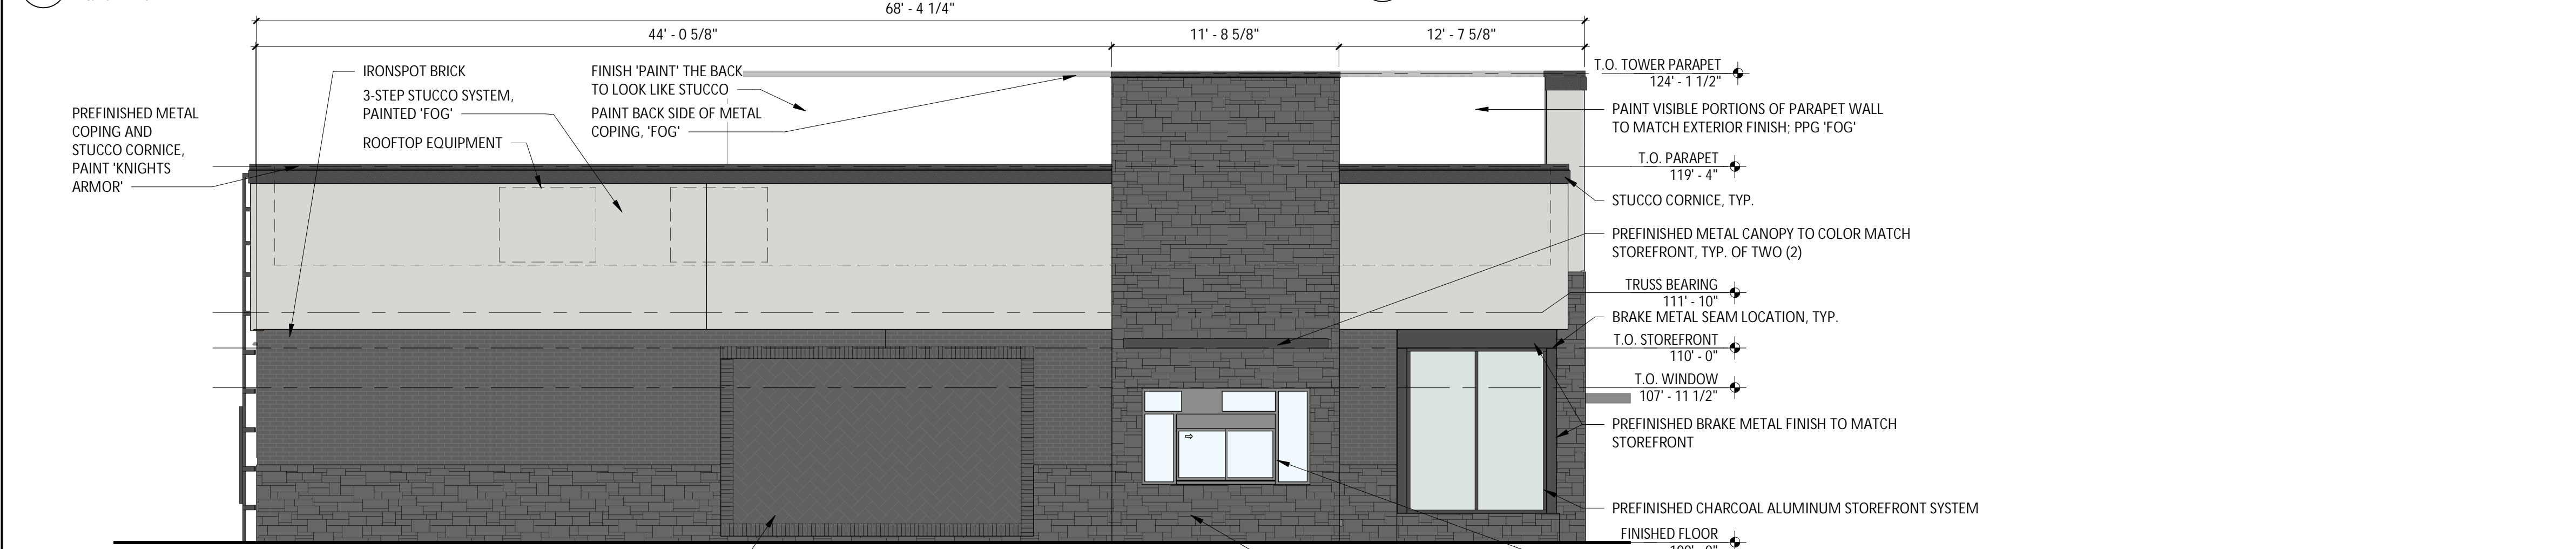 68' - 4 1/4"
44' - 0 5/8"
11' - 8 5/8"
12' - 7 5/8"
IRONSPOT BRICK
3-STEP STUCCO SYSTEM,
PAINTED 'FOG'
ROOFTOP EQUIPMENT
FINISH 'PAINT' THE BACK
TO LOOK LIKE STUCCO
PAINT BACK SIDE OF METAL
COPING, 'FOG'
PREFINISHED METAL
COPING AND
STUCCO CORNICE,
PAINT 'KNIGHTS
ARMOR'
T.O. TOWER PARAPET
124' - 1 1/2"
PAINT VISIBLE PORTIONS OF PARAPET WALL
TO MATCH EXTERIOR FINISH; PPG 'FOG'
T.O. PARAPET
119' - 4"
STUCCO CORNICE, TYP.
PREFINISHED METAL CANOPY TO COLOR MATCH
STOREFRONT, TYP. OF TWO (2)
TRUSS BEARING
111' - 10"
BRAKE METAL SEAM LOCATION, TYP.
T.O. STOREFRONT
110' - 0"
T.O. WINDOW
107' - 11 1/2"
PREFINISHED BRAKE METAL FINISH TO MATCH
STOREFRONT
PREFINISHED CHARCOAL ALUMINUM STOREFRONT SYSTEM
FINISHED FLOOR